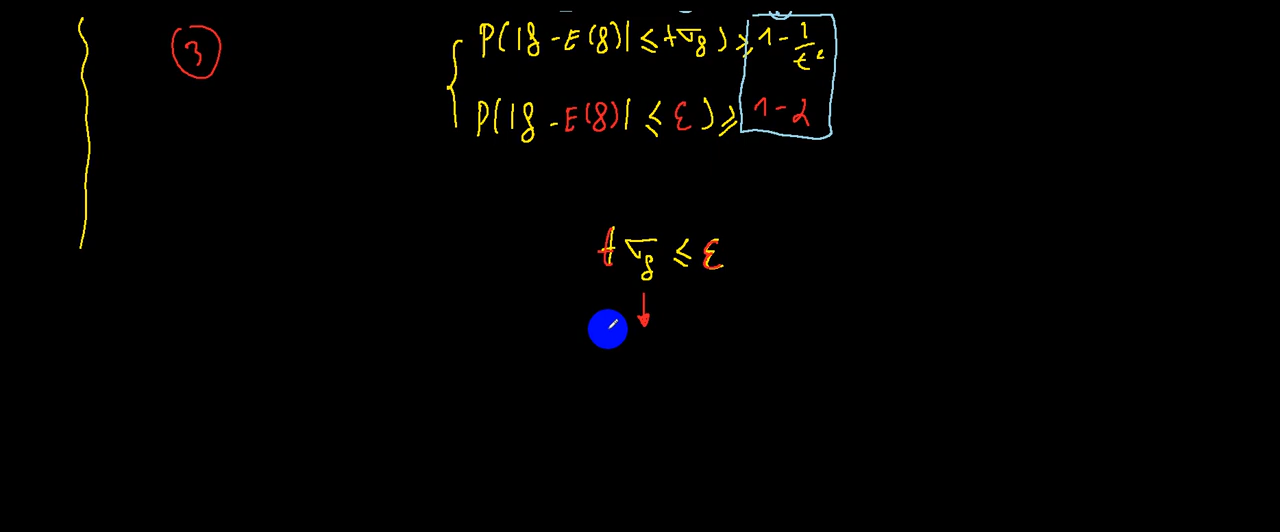 3
P(|g - E(g)| ≤ tσg) ≥ 1 - 1/t²
P(|g - E(g)| ≤ ε) ≥ 1 - α
tσg ≤ ε